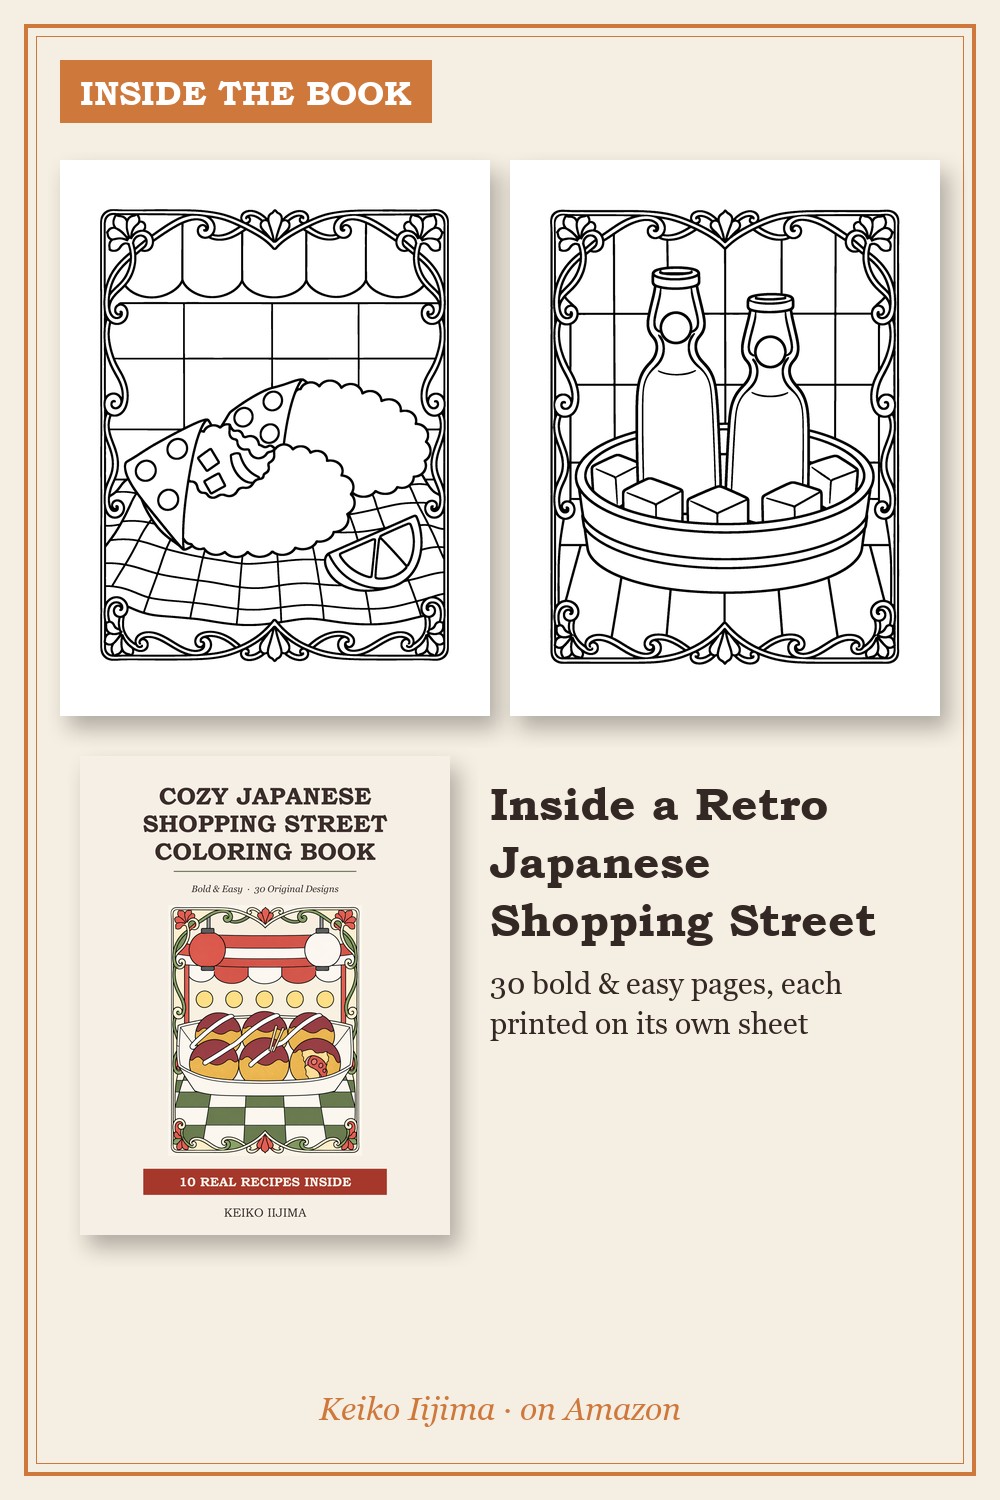 INSIDE THE BOOK
COZY JAPANESE
SHOPPING STREET
COLORING BOOK
Bold & Easy · 30 Original Designs
10 REAL RECIPES INSIDE
KEIKO IIJIMA
Inside a Retro
Japanese
Shopping Street
30 bold & easy pages, each
printed on its own sheet
Keiko Iijima · on Amazon